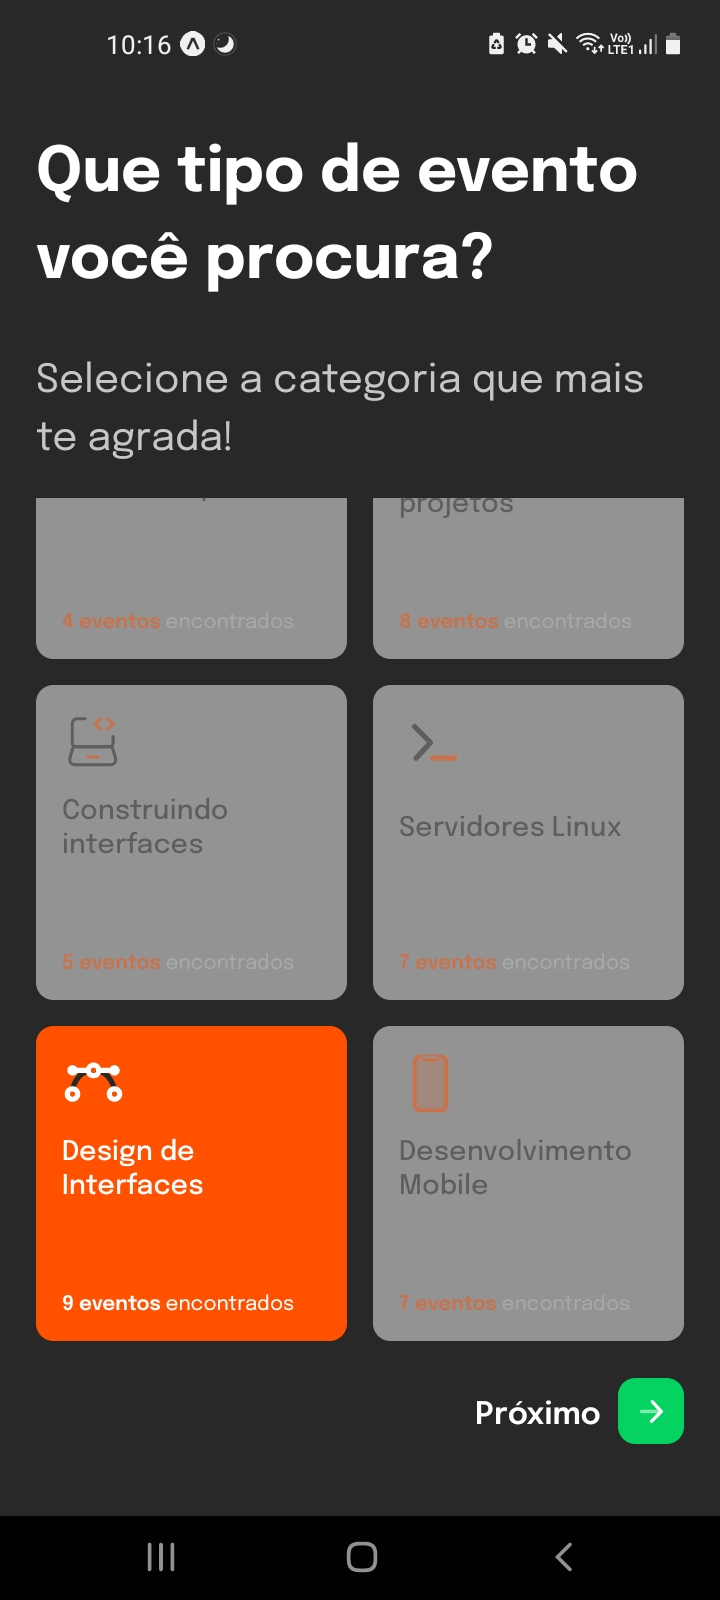 10:16
Vo))
LTE1
Que tipo de evento
você procura?
Selecione a categoria que mais
te agrada!
projetos
4 eventos encontrados
8 eventos encontrados
Construindo
interfaces
Servidores Linux
5 eventos encontrados
7 eventos encontrados
Design de
Interfaces
Desenvolvimento
Mobile
9 eventos encontrados
7 eventos encontrados
Próximo